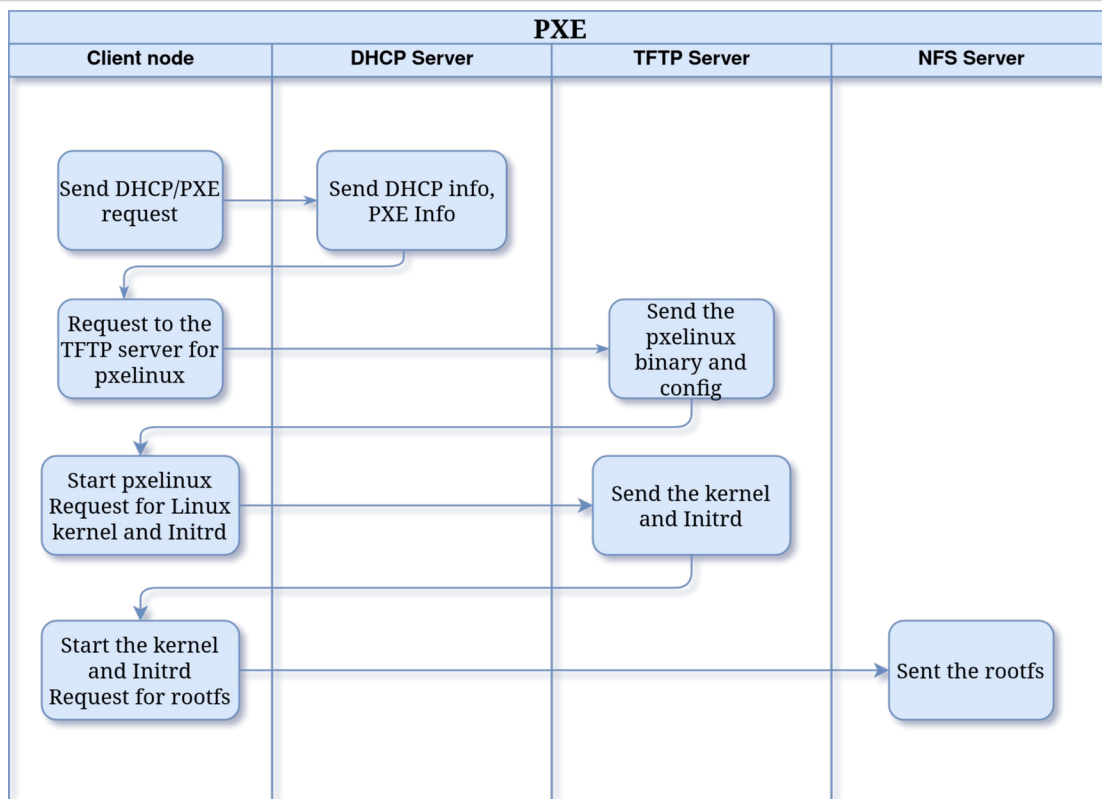 PXE
Client node
DHCP Server
TFTP Server
NFS Server
Send DHCP/PXE
request
Send DHCP info,
PXE Info
Request to the
TFTP server for
pxelinux
Send the
pxelinux
binary and
config
Start pxelinux
Request for Linux
kernel and Initrd
Send the kernel
and Initrd
Start the kernel
and Initrd
Request for rootfs
Sent the rootfs